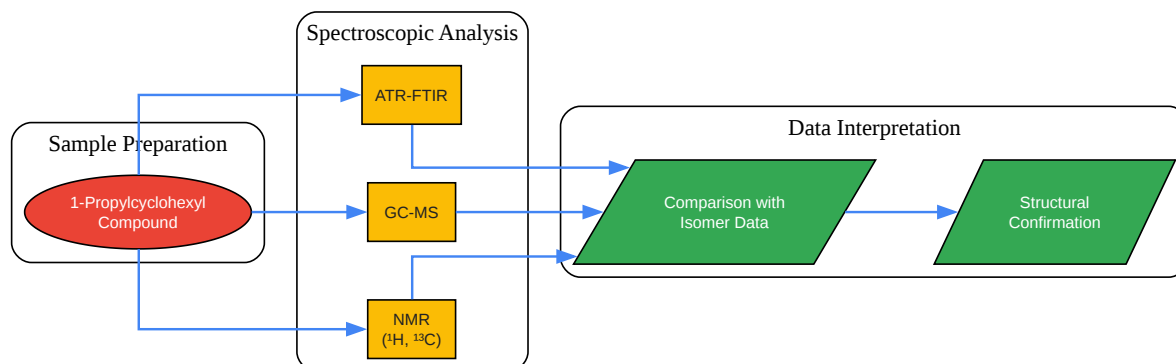 Spectroscopic Analysis
ATR-FTIR
Sample Preparation
Data Interpretation
1-Propylcyclohexyl
Compound
GC-MS
Comparison with
Isomer Data
Structural
Confirmation
NMR
(¹H, ¹³C)